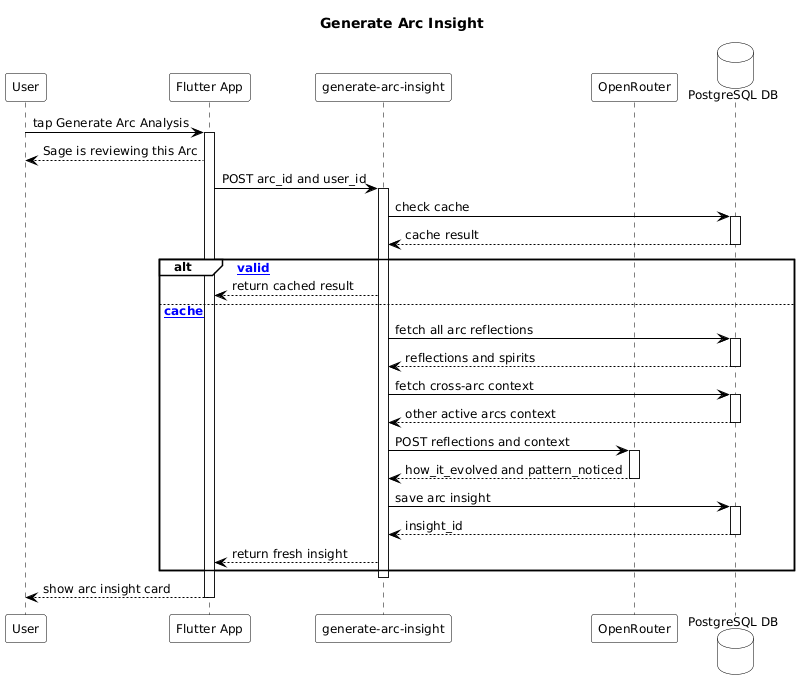 Generate Arc Insight
User
Flutter App
generate-arc-insight
OpenRouter
PostgreSQL DB
tap Generate Arc Analysis
Sage is reviewing this Arc
POST arc_id and user_id
check cache
cache result
alt
valid
return cached result
cache
fetch all arc reflections
reflections and spirits
fetch cross-arc context
other active arcs context
POST reflections and context
how_it_evolved and pattern_noticed
save arc insight
insight_id
return fresh insight
show arc insight card
User
Flutter App
generate-arc-insight
OpenRouter
PostgreSQL DB